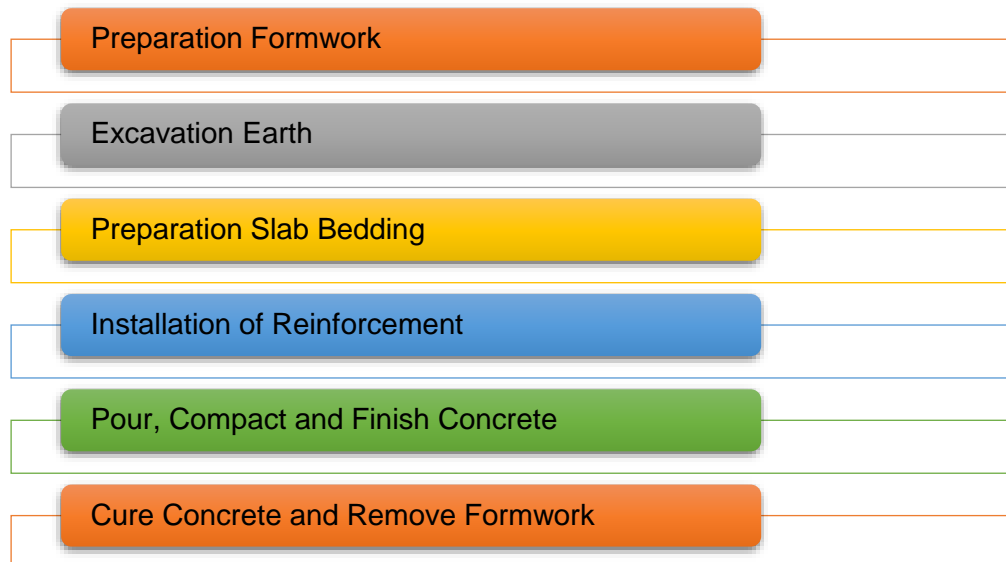 Preparation Formwork
Excavation Earth
Preparation Slab Bedding
Installation of Reinforcement
Pour, Compact and Finish Concrete
Cure Concrete and Remove Formwork